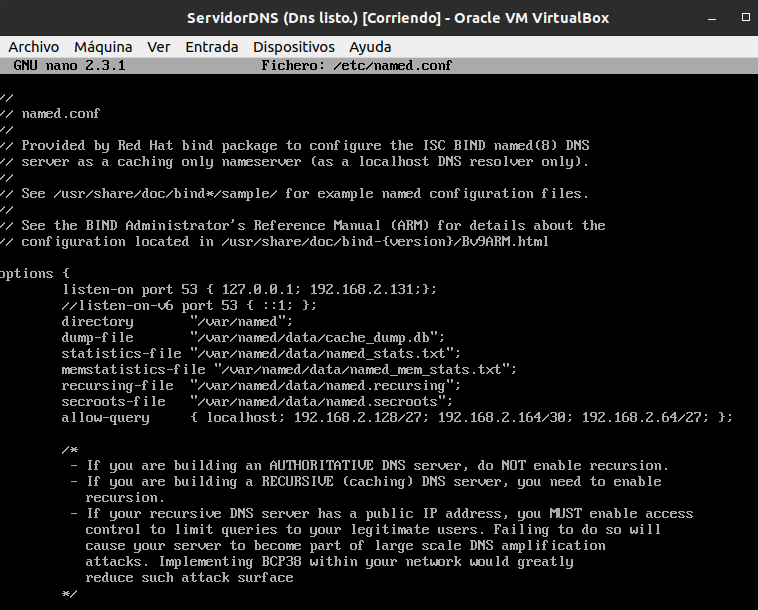 ServidorDNS (Dns listo.) [Corriendo] - Oracle VM VirtualBox
Archivo Máquina Ver Entrada Dispositivos Ayuda
GNU nano 2.3.1 Fichero: /etc/named.conf
//
// named.conf
//
// Provided by Red Hat bind package to configure the ISC BIND named(8) DNS
// server as a caching only nameserver (as a localhost DNS resolver only).
//
// See /usr/share/doc/bind*/sample/ for example named configuration files.
//
// See the BIND Administrator's Reference Manual (ARM) for details about the
// configuration located in /usr/share/doc/bind-{version}/Bv9ARM.html
options {
listen-on port 53 { 127.0.0.1; 192.168.2.131;};
//listen-on-v6 port 53 { ::1; };
directory "/var/named";
dump-file "/var/named/data/cache_dump.db";
statistics-file "/var/named/data/named_stats.txt";
memstatistics-file "/var/named/data/named_mem_stats.txt";
recursing-file "/var/named/data/named.recursing";
secroots-file "/var/named/data/named.secroots";
allow-query { localhost; 192.168.2.128/27; 192.168.2.164/30; 192.168.2.64/27; };
/*
- If you are building an AUTHORITATIVE DNS server, do NOT enable recursion.
- If you are building a RECURSIVE (caching) DNS server, you need to enable
recursion.
- If your recursive DNS server has a public IP address, you MUST enable access
control to limit queries to your legitimate users. Failing to do so will
cause your server to become part of large scale DNS amplification
attacks. Implementing BCP38 within your network would greatly
reduce such attack surface
*/